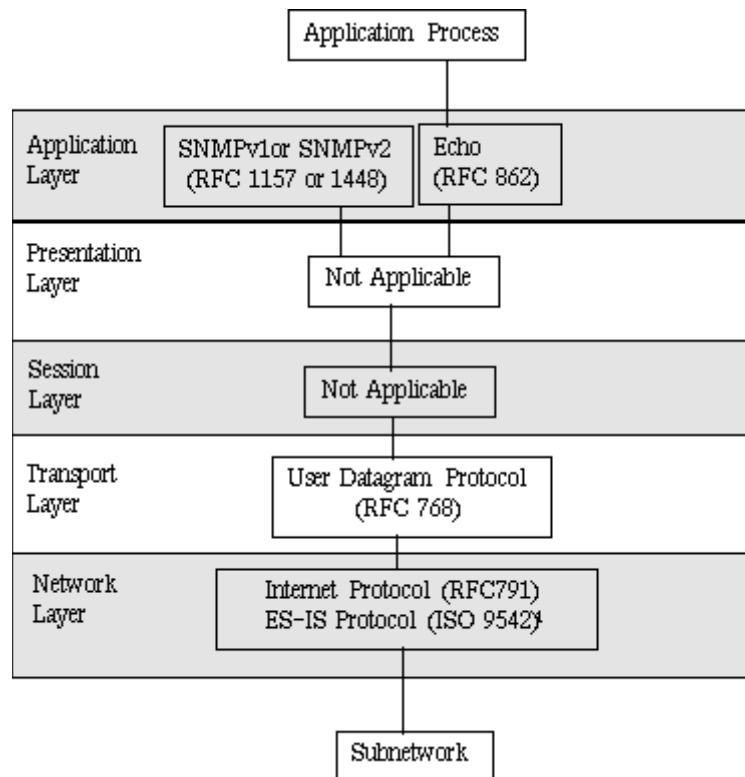 Application Process
Application
Layer
SNMPv1or SNMPv2
(RFC 1157 or 1448)
Echo
(RFC 862)
Presentation
Layer
Not Applicable
Session
Layer
Not Applicable
Transport
Layer
User Datagram Protocol
(RFC 768)
Network
Layer
Internet Protocol (RFC791)
ES-IS Protocol (ISO 9542)
Subnetwork